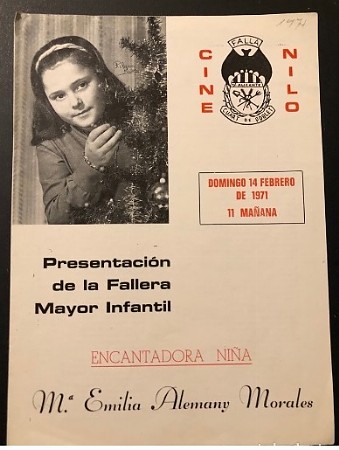 1971
CINE
NILO
FALLA
ALICANTE
DOMINGO 14 FEBRERO
DE 1971
11 MAÑANA
Presentación
de la Fallera
Mayor Infantil
ENCANTADORA NIÑA
M.ª Emilia Alemany Morales